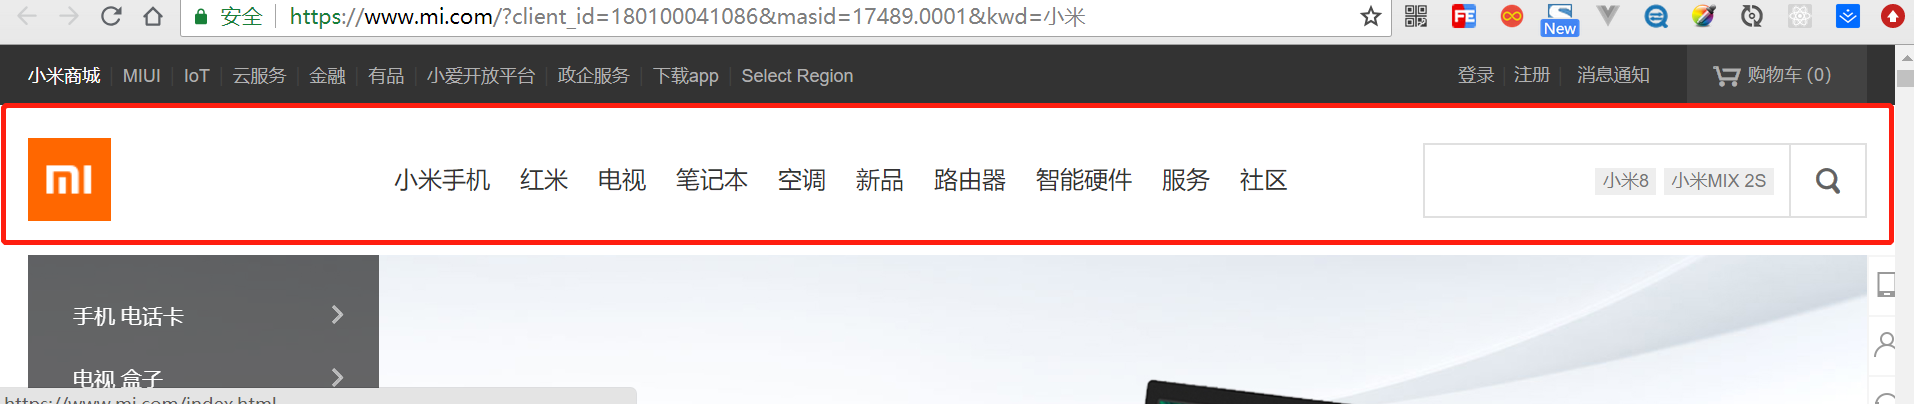 安全 https://www.mi.com/?client_id=180100041086&masid=17489.0001&kwd=小米
FE New
小米商城 MIUI IoT 云服务 金融 有品 小爱开放平台 政企服务 下载app Select Region 登录 注册 消息通知 购物车 (0)
mi 小米手机 红米 电视 笔记本 空调 新品 路由器 智能硬件 服务 社区 小米8 小米MIX 2S
手机 电话卡
电视 盒子
https://www.mi.com/index.html